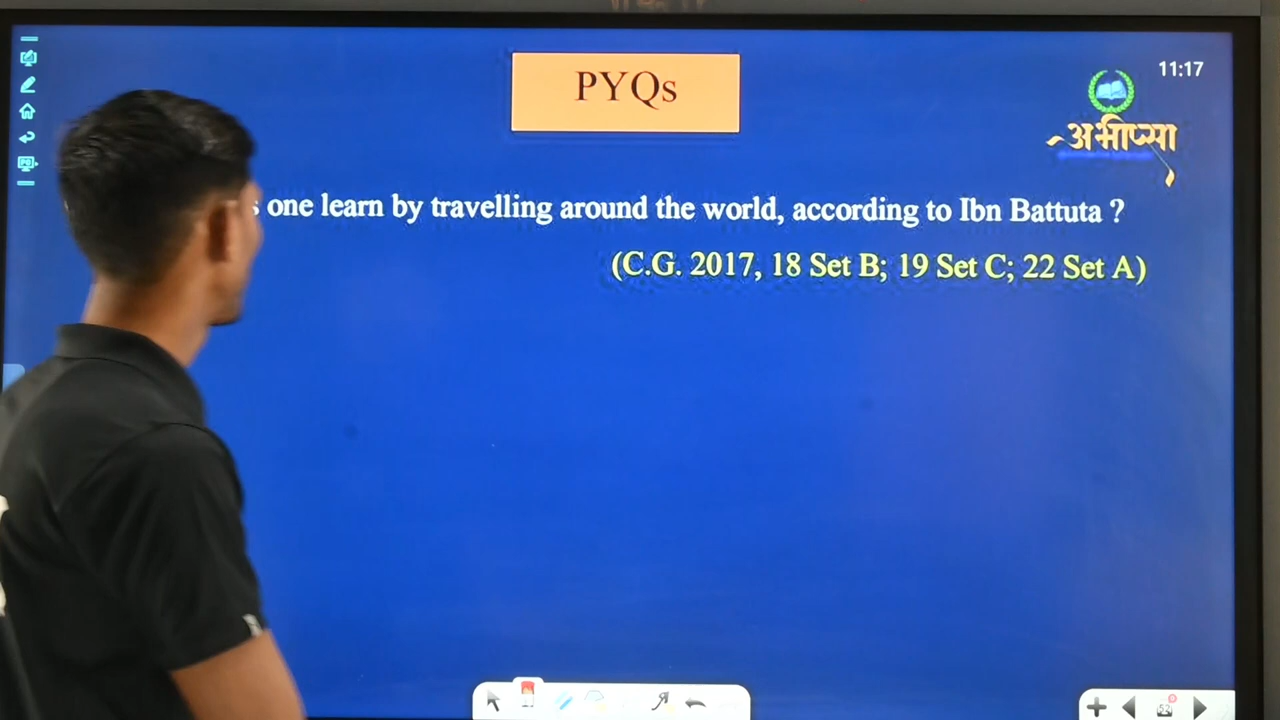 PYQs
11:17
अभीप्सा
one learn by travelling around the world, according to Ibn Battuta ?
(C.G. 2017, 18 Set B; 19 Set C; 22 Set A)